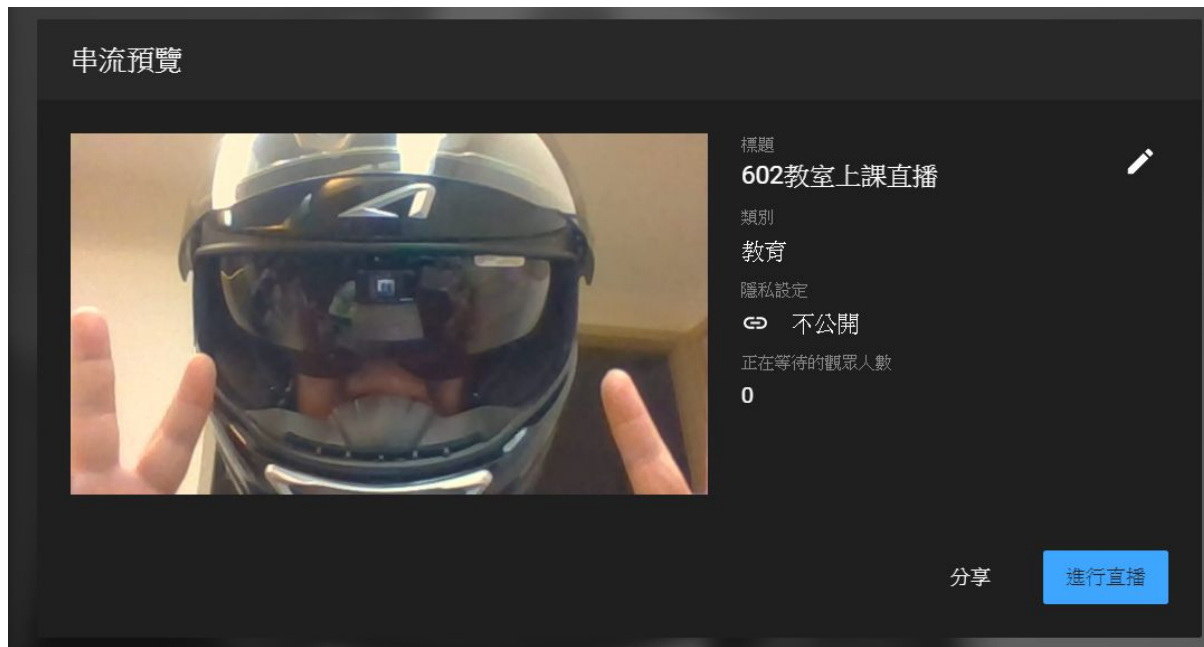 串流預覽
標題
602教室上課直播
類別
教育
隱私設定
不公開
正在等待的觀眾人數
0
分享
進行直播